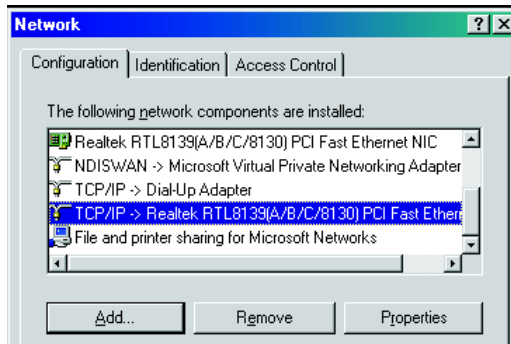 Network
? ×
Configuration Identification Access Control
The following network components are installed:
Realtek RTL8139(A/B/C/8130) PCI Fast Ethernet NIC
NDISWAN -> Microsoft Virtual Private Networking Adapter
TCP/IP -> Dial-Up Adapter
TCP/IP -> Realtek RTL8139(A/B/C/8130) PCI Fast Ether
File and printer sharing for Microsoft Networks
Add... Remove Properties